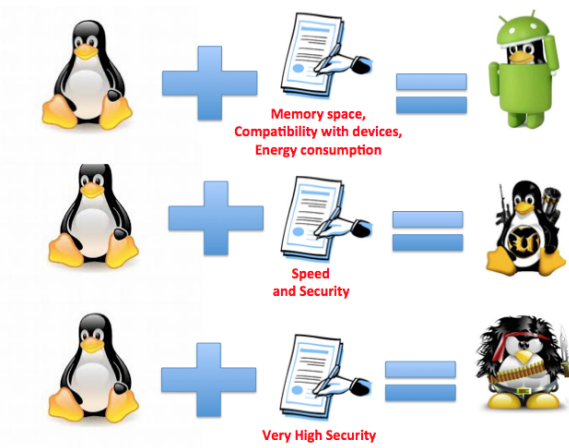 Memory space,
Compatibility with devices,
Energy consumption
Speed
and Security
Very High Security